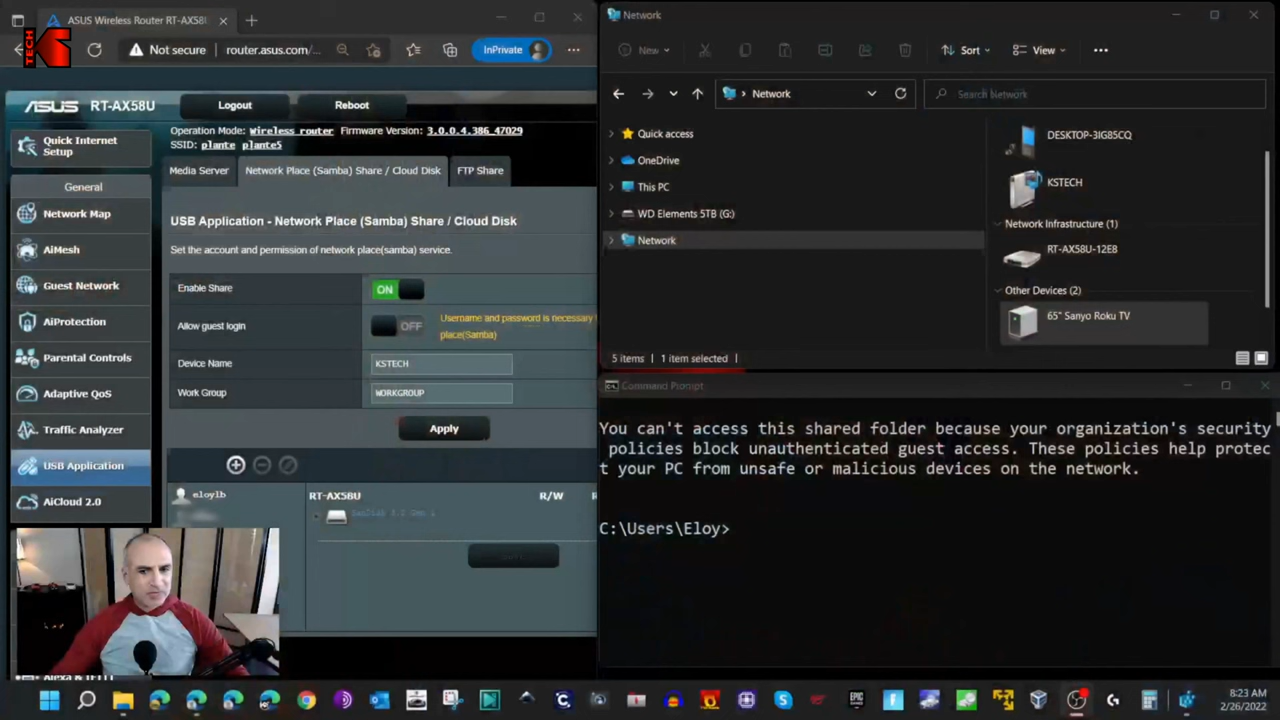 ASUS Wireless Router RT-AX58U
TECH
Not secure
router.asus.com/...
InPrivate
ASUS RT-AX58U
Logout
Reboot
Quick Internet
Setup
General
Network Map
AiMesh
Guest Network
AiProtection
Parental Controls
Adaptive QoS
Traffic Analyzer
USB Application
AiCloud 2.0
Operation Mode: Wireless router Firmware Version: 3.0.0.4.386_47029
SSID: plante plante5
Media Server
Network Place (Samba) Share / Cloud Disk
FTP Share
USB Application - Network Place (Samba) Share / Cloud Disk
Set the account and permission of network place(samba) service.
Enable Share
ON
Allow guest login
OFF
Username and password is necessary
place(Samba)
Device Name
KSTECH
Work Group
WORKGROUP
Apply
eloylb
RT-AX58U
R/W
SanDisk 3.2 Gen 1
Network
New
Sort
View
Network
Search Network
Quick access
OneDrive
This PC
WD Elements 5TB (G:)
Network
DESKTOP-3IG85CQ
KSTECH
Network Infrastructure (1)
RT-AX58U-12E8
Other Devices (2)
65" Sanyo Roku TV
5 items
1 item selected
Command Prompt
You can't access this shared folder because your organization's security
policies block unauthenticated guest access. These policies help protec
t your PC from unsafe or malicious devices on the network.
C:\Users\Eloy>
8:23 AM
2/26/2022